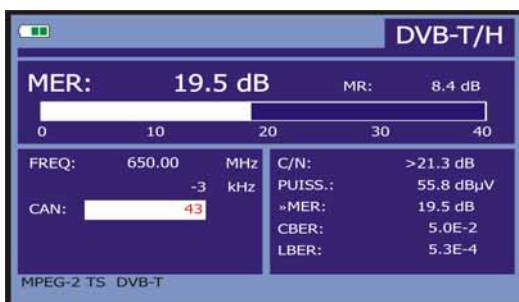 DVB-T/H
MER: 19.5 dB MR: 8.4 dB
0 10 20 30 40
FREQ: 650.00 MHz
-3 kHz
CAN: 43
C/N: >21.3 dB
PUISS.: 55.8 dBµV
»MER: 19.5 dB
CBER: 5.0E-2
LBER: 5.3E-4
MPEG-2 TS DVB-T